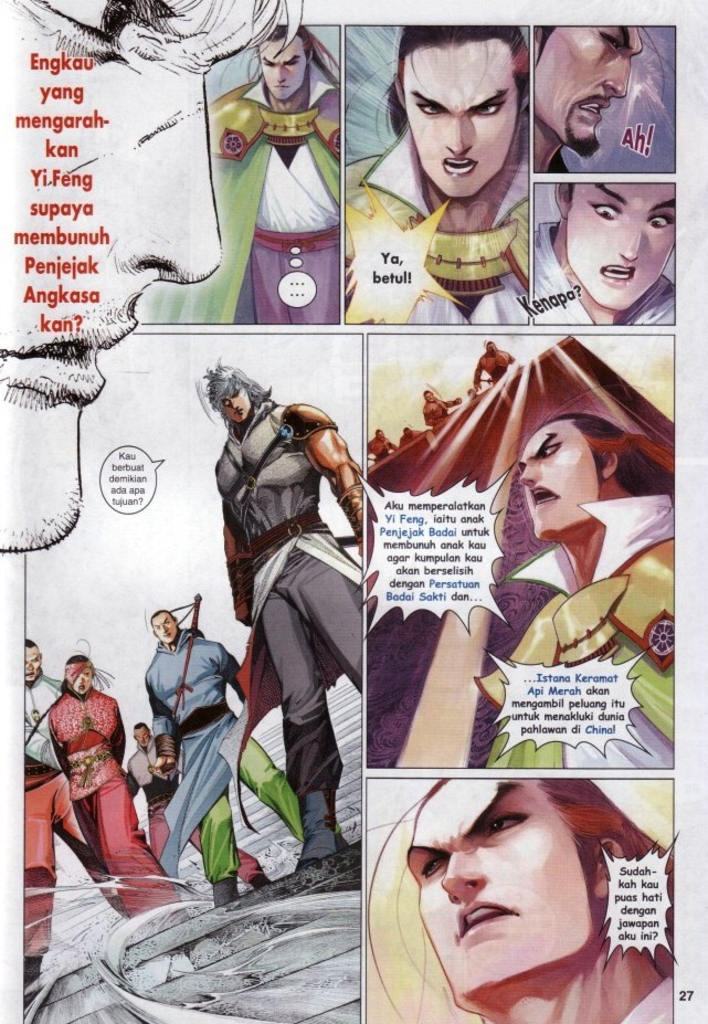 Engkau
yang
mengarah-
kan
Yi Feng
supaya
membunuh
Penjejak
Angkasa
kan?
...
...
Ya,
betul!
Ah!
Kenapa?
Kau
berbuat
demikian
ada apa
tujuan?
Aku memperalatkan
Yi Feng, iaitu anak
Penjejak Badai untuk
membunuh anak kau
agar kumpulan kau
akan berselisih
dengan Persatuan
Badai Sakti dan...
...Istana Keramat
Api Merah akan
mengambil peluang itu
untuk menakluki dunia
pahlawan di China!
Sudah-
kah kau
puas hati
dengan
jawapan
aku ini?
27